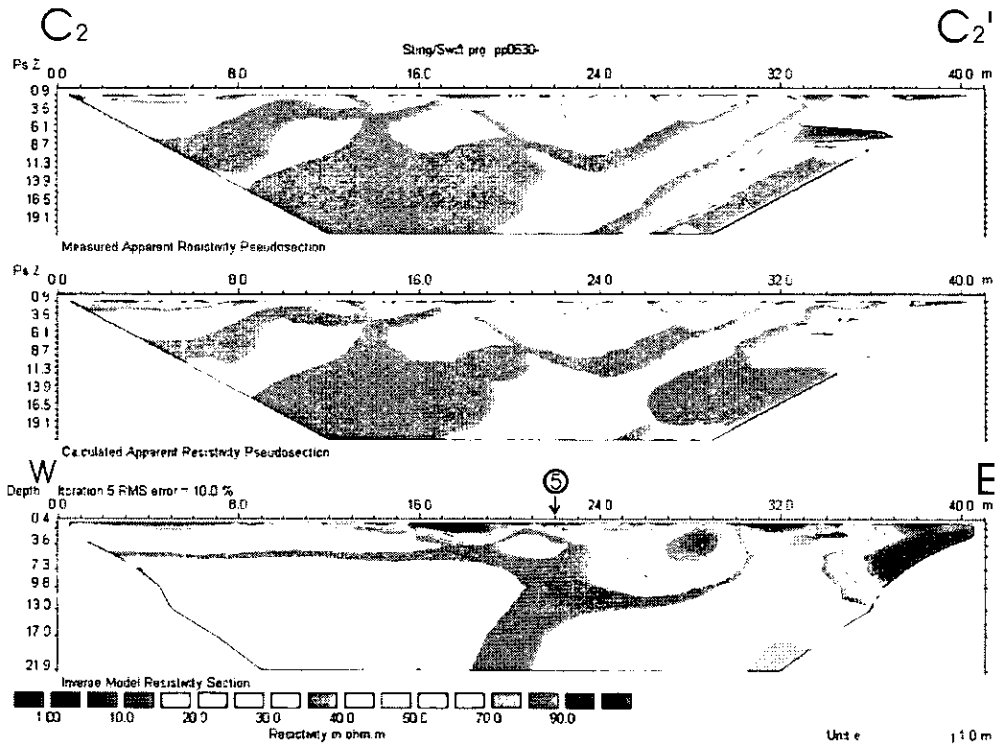 C2 C2'
Sting/Swift prg pp0630-
Ps Z 0.0 8.0 16.0 24.0 32.0 40.0 m
0.9
3.5
6.1
8.7
11.3
13.9
16.5
19.1
Measured Apparent Resistivity Pseudosection
Ps Z 0.0 8.0 16.0 24.0 32.0 40.0 m
0.9
3.5
6.1
8.7
11.3
13.9
16.5
19.1
Calculated Apparent Resistivity Pseudosection
W 5 E
Depth Iteration 5 RMS error = 10.0 %
8.0 16.0 24.0 32.0 40.0 m
0.4
3.6
7.3
9.8
13.0
17.0
21.9
Inverse Model Resistivity Section
1.00 10.0 20.0 30.0 40.0 50.0 70.0 90.0
Resistivity in ohm.m